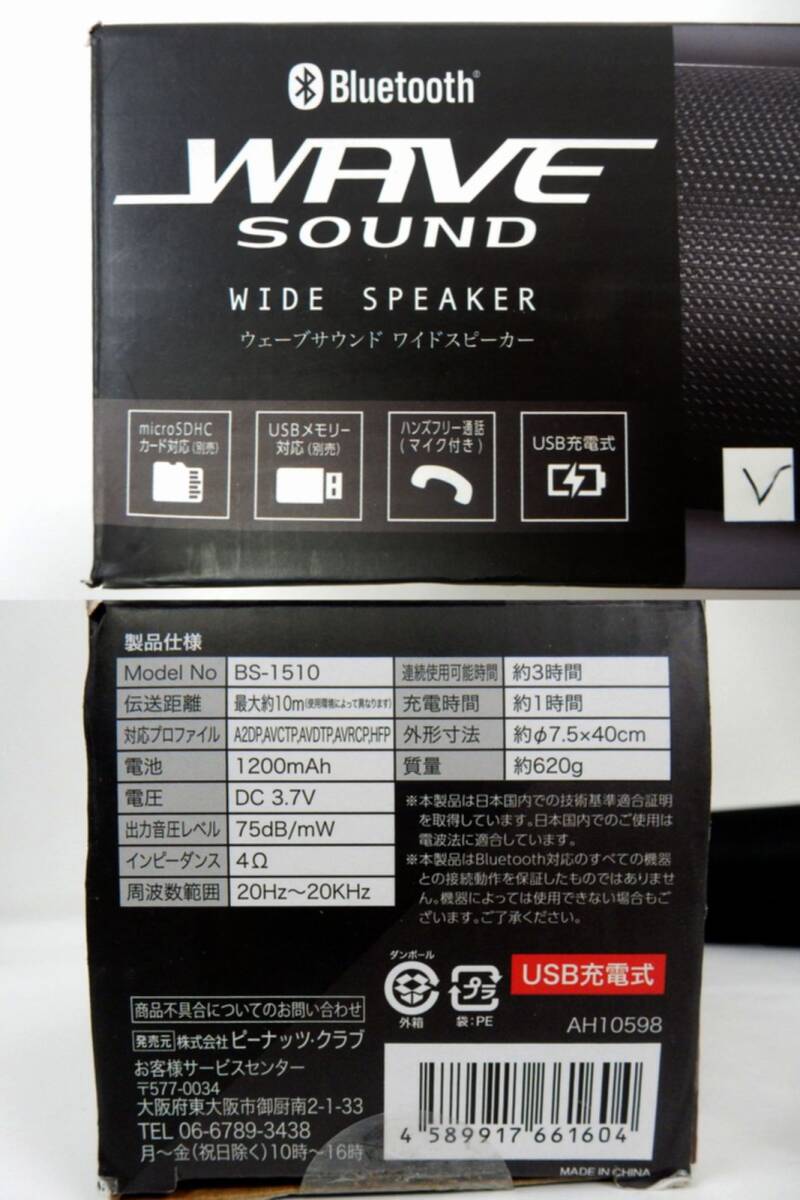 Bluetooth®
WAVE
SOUND
WIDE SPEAKER
ウェーブサウンド ワイドスピーカー
microSDHC
カード対応(別売)
USBメモリー
対応(別売)
ハンズフリー通話
(マイク付き)
USB充電式
製品仕様
Model No BS-1510
伝送距離 最大約10m(使用環境によって異なります)
対応プロファイル A2DP,AVCTP,AVDTP,AVRCP,HFP
電池 1200mAh
電圧 DC 3.7V
出力音圧レベル 75dB/mW
インピーダンス 4Ω
周波数範囲 20Hz～20KHz
連続使用可能時間 約3時間
充電時間 約1時間
外形寸法 約φ7.5×40cm
質量 約620g
※本製品は日本国内での技術基準適合証明
を取得しています。日本国内でのご使用は
電波法に適合しています。
※本製品はBluetooth対応のすべての機器
との接続動作を保証したものではありませ
ん。機器によっては使用できない場合もご
ざいます。ご了承ください。
ダンボール
外箱
プラ
袋:PE
USB充電式
AH10598
商品不具合についてのお問い合わせ
発売元 株式会社ピーナッツ・クラブ
お客様サービスセンター
〒577-0034
大阪府東大阪市御厨南2-1-33
TEL 06-6789-3438
月～金(祝日除く)10時～16時
4 589917 661604
MADE IN CHINA